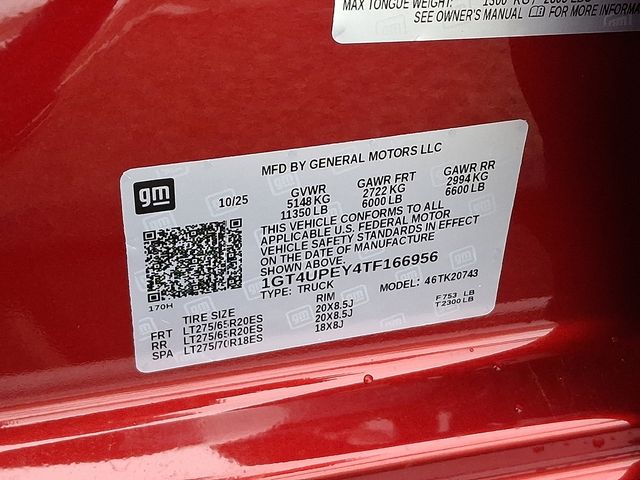 MAX TONGUE WEIGHT:
SEE OWNER'S MANUAL FOR MORE INFORMA
MFD BY GENERAL MOTORS LLC
gm
10/25 GVWR GAWR FRT GAWR RR
5148 KG 2722 KG 2994 KG
11350 LB 6000 LB 6600 LB
THIS VEHICLE CONFORMS TO ALL
APPLICABLE U.S. FEDERAL MOTOR
VEHICLE SAFETY STANDARDS IN EFFECT
ON THE DATE OF MANUFACTURE
SHOWN ABOVE.
1GT4UPEY4TF166956
TYPE: TRUCK MODEL: 46TK20743
170H
F753 LB
T2300 LB
TIRE SIZE RIM
FRT LT275/65R20ES 20X8.5J
RR LT275/65R20ES 20X8.5J
SPA LT275/70R18ES 18X8J